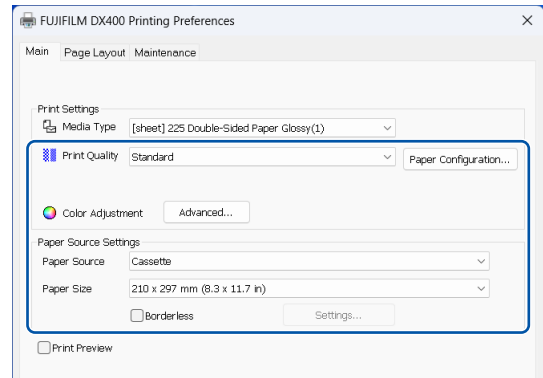 FUJIFILM DX400 Printing Preferences
Main Page Layout Maintenance
Print Settings
Media Type [sheet] 225 Double-Sided Paper Glossy(1)
Print Quality Standard Paper Configuration...
Color Adjustment Advanced...
Paper Source Settings
Paper Source Cassette
Paper Size 210 x 297 mm (8.3 x 11.7 in)
Borderless Settings...
Print Preview